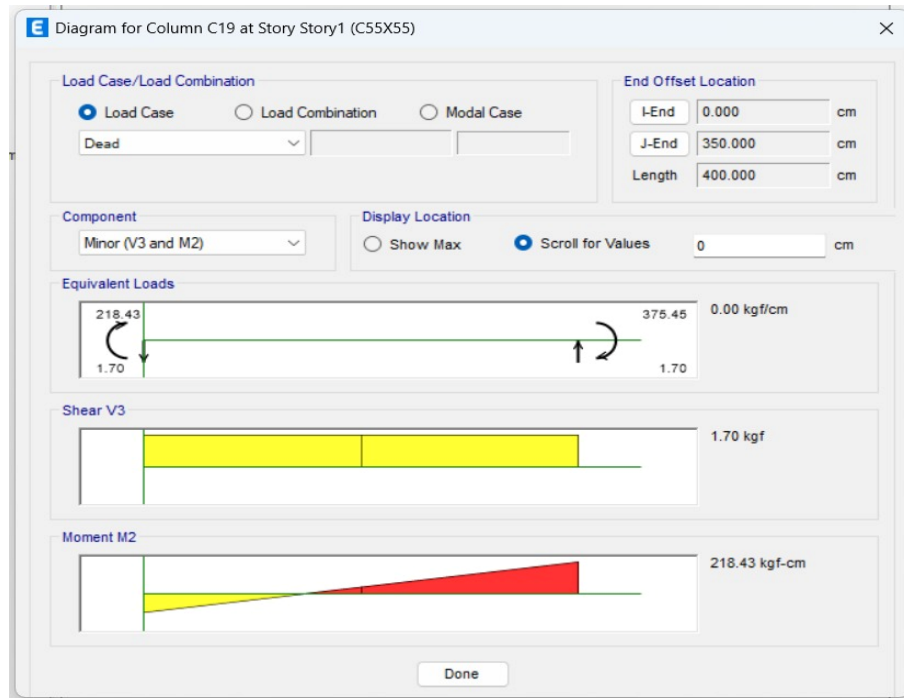 E Diagram for Column C19 at Story Story1 (C55X55)
Load Case/Load Combination
Load Case Load Combination Modal Case
Dead
End Offset Location
I-End 0.000 cm
J-End 350.000 cm
Length 400.000 cm
Component
Minor (V3 and M2)
Display Location
Show Max Scroll for Values 0 cm
Equivalent Loads
218.43 375.45 0.00 kgf/cm
1.70 1.70
Shear V3
1.70 kgf
Moment M2
218.43 kgf-cm
Done